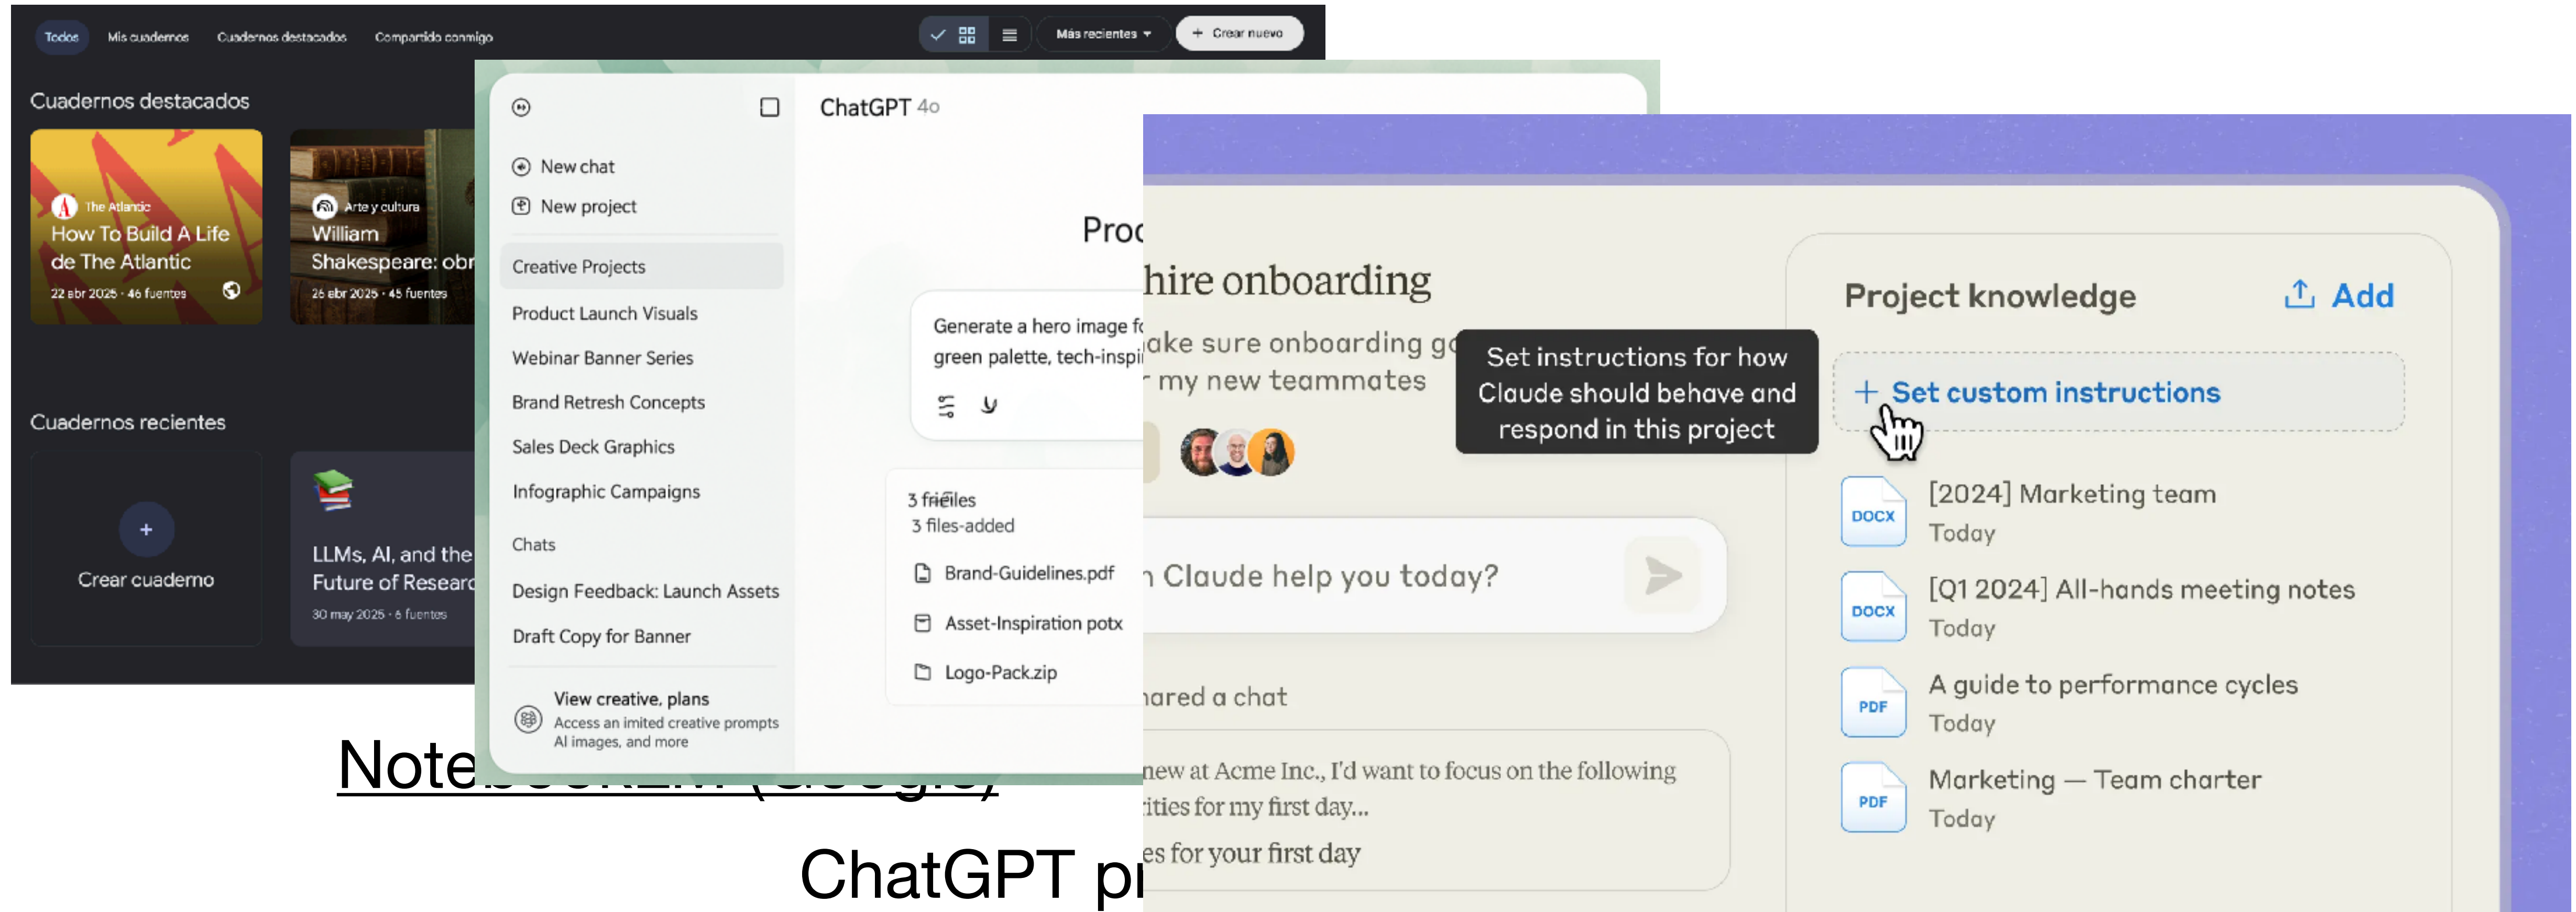 Todos
Mis cuadernos
Cuadernos destacados
Compartido conmigo
Más recientes
+ Crear nuevo
Cuadernos destacados
The Atlantic
How To Build A Life
de The Atlantic
22 abr 2025 · 46 fuentes
Arte y cultura
William
Shakespeare: obr
26 abr 2025 · 45 fuentes
Cuadernos recientes
+
Crear cuaderno
LLMs, AI, and the
Future of Researc
30 may 2025 · 6 fuentes
ChatGPT 4o
New chat
New project
Creative Projects
Product Launch Visuals
Webinar Banner Series
Brand Retresh Concepts
Sales Deck Graphics
Infographic Campaigns
Chats
Design Feedback: Launch Assets
Draft Copy for Banner
View creative, plans
Access an imited creative prompts
AI images, and more
Proc
Generate a hero image fo
green palette, tech-inspi
3 files-added
Brand-Guidelines.pdf
Asset-Inspiration potx
Logo-Pack.zip
hire onboarding
ake sure onboarding go
my new teammates
Set instructions for how
Claude should behave and
respond in this project
Claude help you today?
hared a chat
new at Acme Inc., I'd want to focus on the following
ities for my first day...
es for your first day
Project knowledge
Add
+ Set custom instructions
DOCX
[2024] Marketing team
Today
DOCX
[Q1 2024] All-hands meeting notes
Today
PDF
A guide to performance cycles
Today
PDF
Marketing — Team charter
Today
NotebookLM (Google)
ChatGPT pr